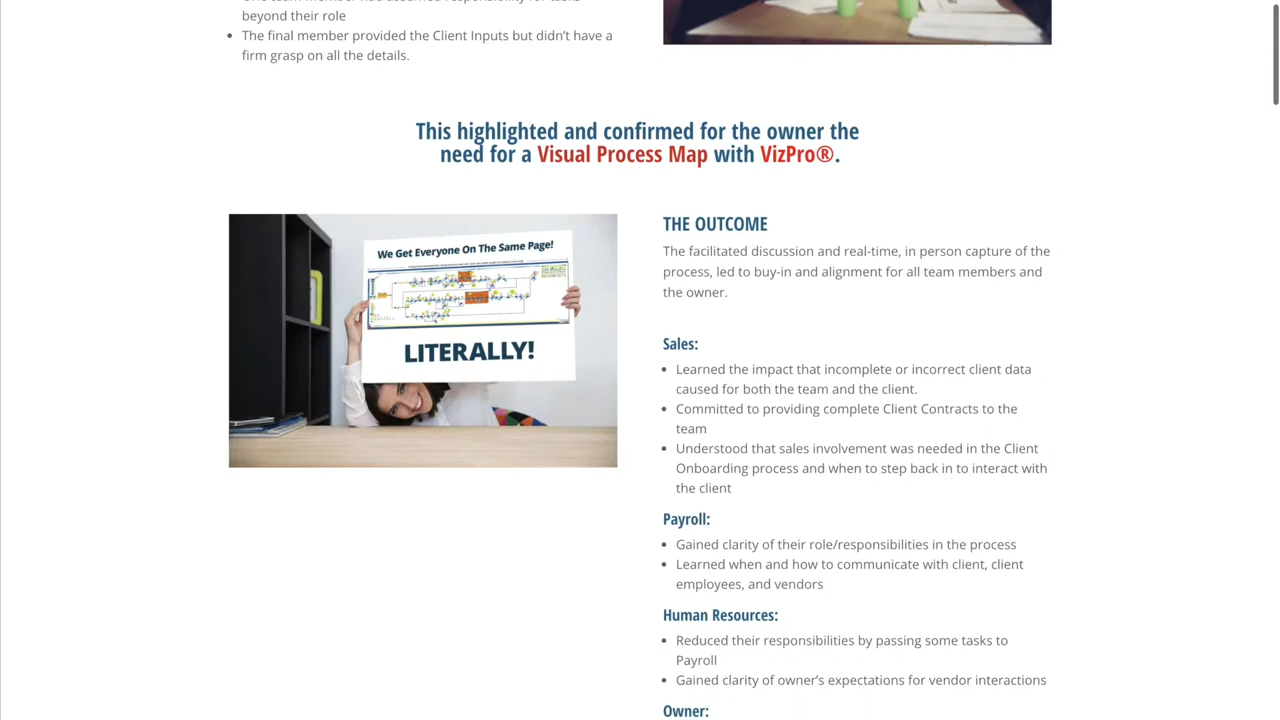 beyond their role
• The final member provided the Client Inputs but didn’t have a
firm grasp on all the details.
This highlighted and confirmed for the owner the
need for a Visual Process Map with VizPro®.
We Get Everyone On The Same Page!
LITERALLY!
THE OUTCOME
The facilitated discussion and real-time, in person capture of the
process, led to buy-in and alignment for all team members and
the owner.
Sales:
• Learned the impact that incomplete or incorrect client data
caused for both the team and the client.
• Committed to providing complete Client Contracts to the
team
• Understood that sales involvement was needed in the Client
Onboarding process and when to step back in to interact with
the client
Payroll:
• Gained clarity of their role/responsibilities in the process
• Learned when and how to communicate with client, client
employees, and vendors
Human Resources:
• Reduced their responsibilities by passing some tasks to
Payroll
• Gained clarity of owner’s expectations for vendor interactions
Owner: